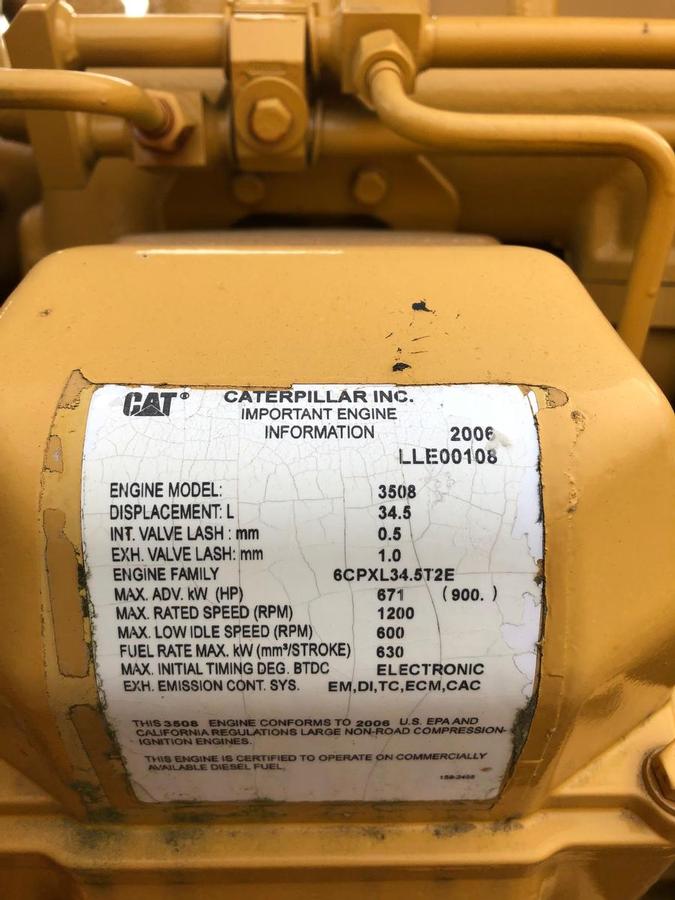 CAT® CATERPILLAR INC.
IMPORTANT ENGINE
INFORMATION 2006
LLE00108
ENGINE MODEL: 3508
DISPLACEMENT: L 34.5
INT. VALVE LASH : mm 0.5
EXH. VALVE LASH: mm 1.0
ENGINE FAMILY 6CPXL34.5T2E
MAX. ADV. kW (HP) 671 (900. )
MAX. RATED SPEED (RPM) 1200
MAX. LOW IDLE SPEED (RPM) 600
FUEL RATE MAX. kW (mm³/STROKE) 630
MAX. INITIAL TIMING DEG. BTDC ELECTRONIC
EXH. EMISSION CONT. SYS. EM,DI,TC,ECM,CAC
THIS 3508 ENGINE CONFORMS TO 2006 U.S. EPA AND
CALIFORNIA REGULATIONS LARGE NON-ROAD COMPRESSION-
IGNITION ENGINES.
THIS ENGINE IS CERTIFIED TO OPERATE ON COMMERCIALLY
AVAILABLE DIESEL FUEL.